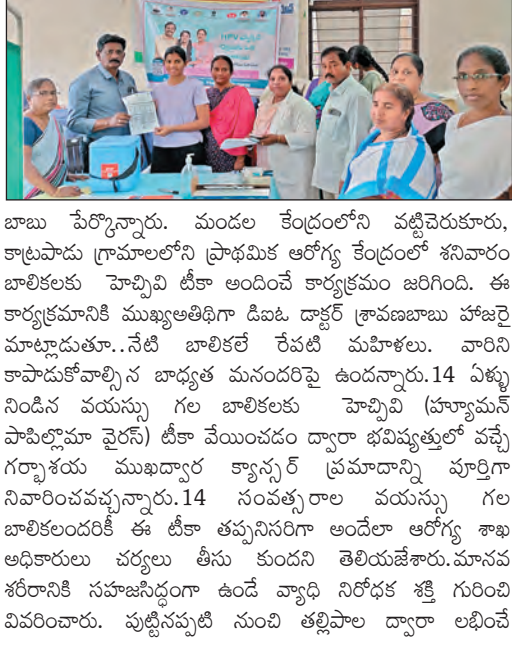 బాబు పేర్కొన్నారు. మండల కేంద్రంలోని వట్టిచెరుకూరు,
కాట్రపాడు గ్రామాలలోని ప్రాథమిక ఆరోగ్య కేంద్రంలో శనివారం
బాలికలకు హెచ్పివి టీకా అందించే కార్యక్రమం జరిగింది. ఈ
కార్యక్రమానికి ముఖ్యఅతిథిగా డిఐఓ డాక్టర్ శ్రావణబాబు హాజరై
మాట్లాడుతూ..నేటి బాలికలే రేపటి మహిళలు. వారిని
కాపాడుకోవాల్సిన బాధ్యత మనందరిపై ఉందన్నారు.14 ఏళ్ళు
నిండిన వయస్సు గల బాలికలకు హెచ్పివి (హ్యూమన్
పాపిల్లొమా వైరస్) టీకా వేయించడం ద్వారా భవిష్యత్తులో వచ్చే
గర్భాశయ ముఖద్వార క్యాన్సర్ ప్రమాదాన్ని పూర్తిగా
నివారించవచ్చన్నారు.14 సంవత్సరాల వయస్సు గల
బాలికలందరికీ ఈ టీకా తప్పనిసరిగా అందేలా ఆరోగ్య శాఖ
అధికారులు చర్యలు తీసు కుందని తెలియజేశారు.మానవ
శరీరానికి సహజసిద్ధంగా ఉండే వ్యాధి నిరోధక శక్తి గురించి
వివరించారు. పుట్టినప్పటి నుంచి తల్లిపాల ద్వారా లభించే